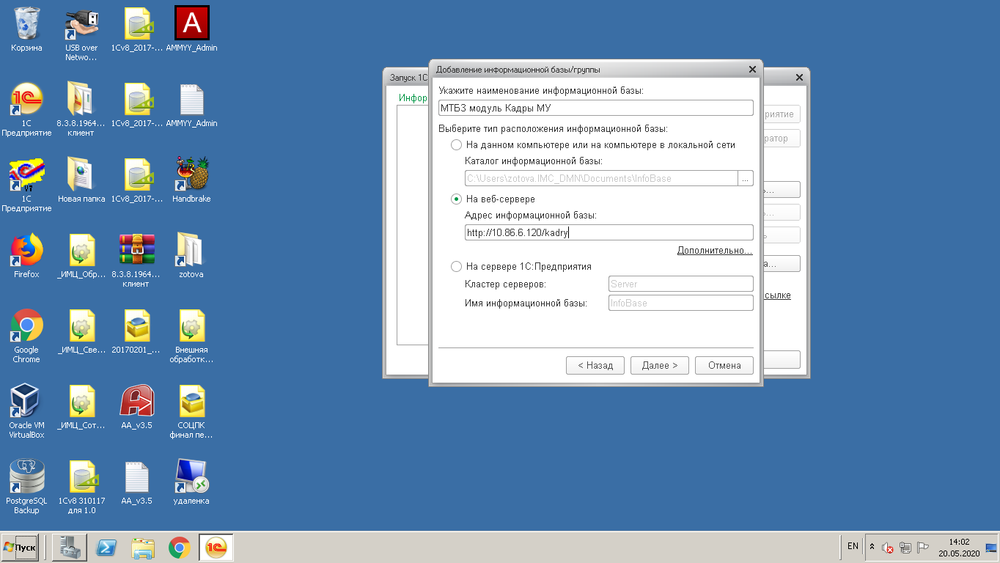 Корзина
USB over
Netwo...
1Cv8_2017-...
AMMYY_Admin
1С
Предприятие
8.3.8.1964...
клиент
1Cv8_2017-...
AMMYY_Admin
1С
Предприятие
Новая папка
1Cv8_2017-...
Handbrake
Firefox
_ИМЦ_Обр...
8.3.8.1964...
клиент
zotova
Google
Chrome
_ИМЦ_Све...
20170201_...
Внешняя
обработк...
Oracle VM
VirtualBox
_ИМЦ_Сот...
AA_v3.5
СОЦПК
финал пе...
PostgreSQL
Backup
1Cv8 310117
для 1.0
AA_v3.5
удаленка
Запуск 1С
Инфор
Добавление информационной базы/группы
Укажите наименование информационной базы:
МТБЗ модуль Кадры МУ
Выберите тип расположения информационной базы:
На данном компьютере или на компьютере в локальной сети
Каталог информационной базы:
C:\Users\zotova.IMC_DMN\Documents\InfoBase
...
На веб-сервере
Адрес информационной базы:
http://10.86.6.120/kadry
Дополнительно...
На сервере 1С:Предприятия
Кластер серверов:
Server
Имя информационной базы:
InfoBase
< Назад
Далее >
Отмена
риятие
ратор
ь...
ь...
ь
а...
сылке
Пуск
EN
14:02
20.05.2020